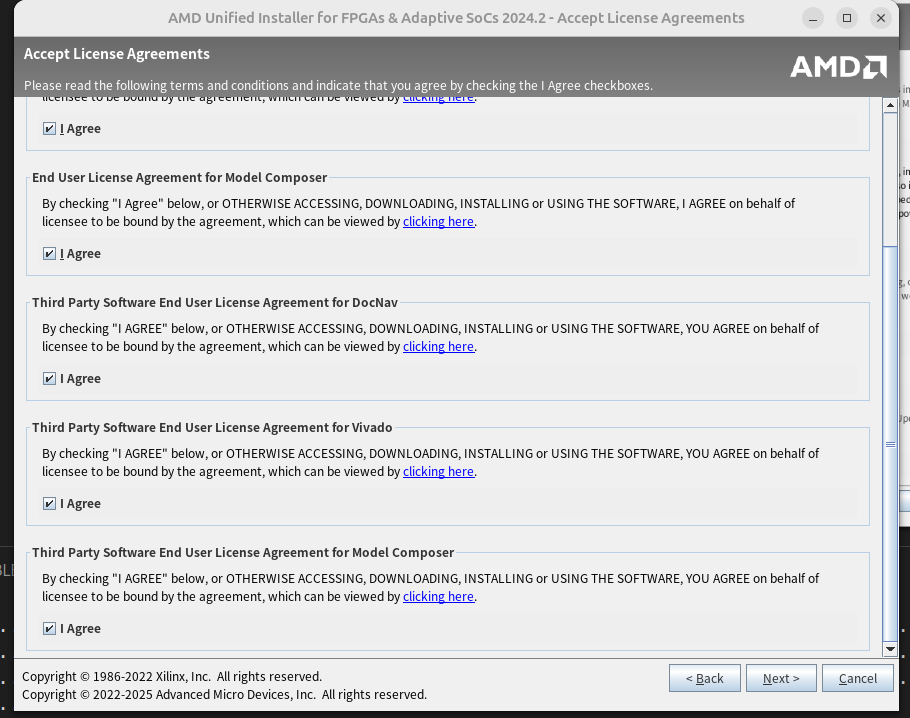 AMD Unified Installer for FPGAs & Adaptive SoCs 2024.2 - Accept License Agreements
Accept License Agreements
AMD
Please read the following terms and conditions and indicate that you agree by checking the I Agree checkboxes.
licensee to be bound by the agreement, which can be viewed by clicking here.
I Agree
End User License Agreement for Model Composer
By checking "I Agree" below, or OTHERWISE ACCESSING, DOWNLOADING, INSTALLING or USING THE SOFTWARE, I AGREE on behalf of
licensee to be bound by the agreement, which can be viewed by clicking here.
I Agree
Third Party Software End User License Agreement for DocNav
By checking "I AGREE" below, or OTHERWISE ACCESSING, DOWNLOADING, INSTALLING or USING THE SOFTWARE, YOU AGREE on behalf of
licensee to be bound by the agreement, which can be viewed by clicking here.
I Agree
Third Party Software End User License Agreement for Vivado
By checking "I AGREE" below, or OTHERWISE ACCESSING, DOWNLOADING, INSTALLING or USING THE SOFTWARE, YOU AGREE on behalf of
licensee to be bound by the agreement, which can be viewed by clicking here.
I Agree
Third Party Software End User License Agreement for Model Composer
By checking "I AGREE" below, or OTHERWISE ACCESSING, DOWNLOADING, INSTALLING or USING THE SOFTWARE, YOU AGREE on behalf of
licensee to be bound by the agreement, which can be viewed by clicking here.
I Agree
Copyright © 1986-2022 Xilinx, Inc. All rights reserved.
Copyright © 2022-2025 Advanced Micro Devices, Inc. All rights reserved.
< Back
Next >
Cancel